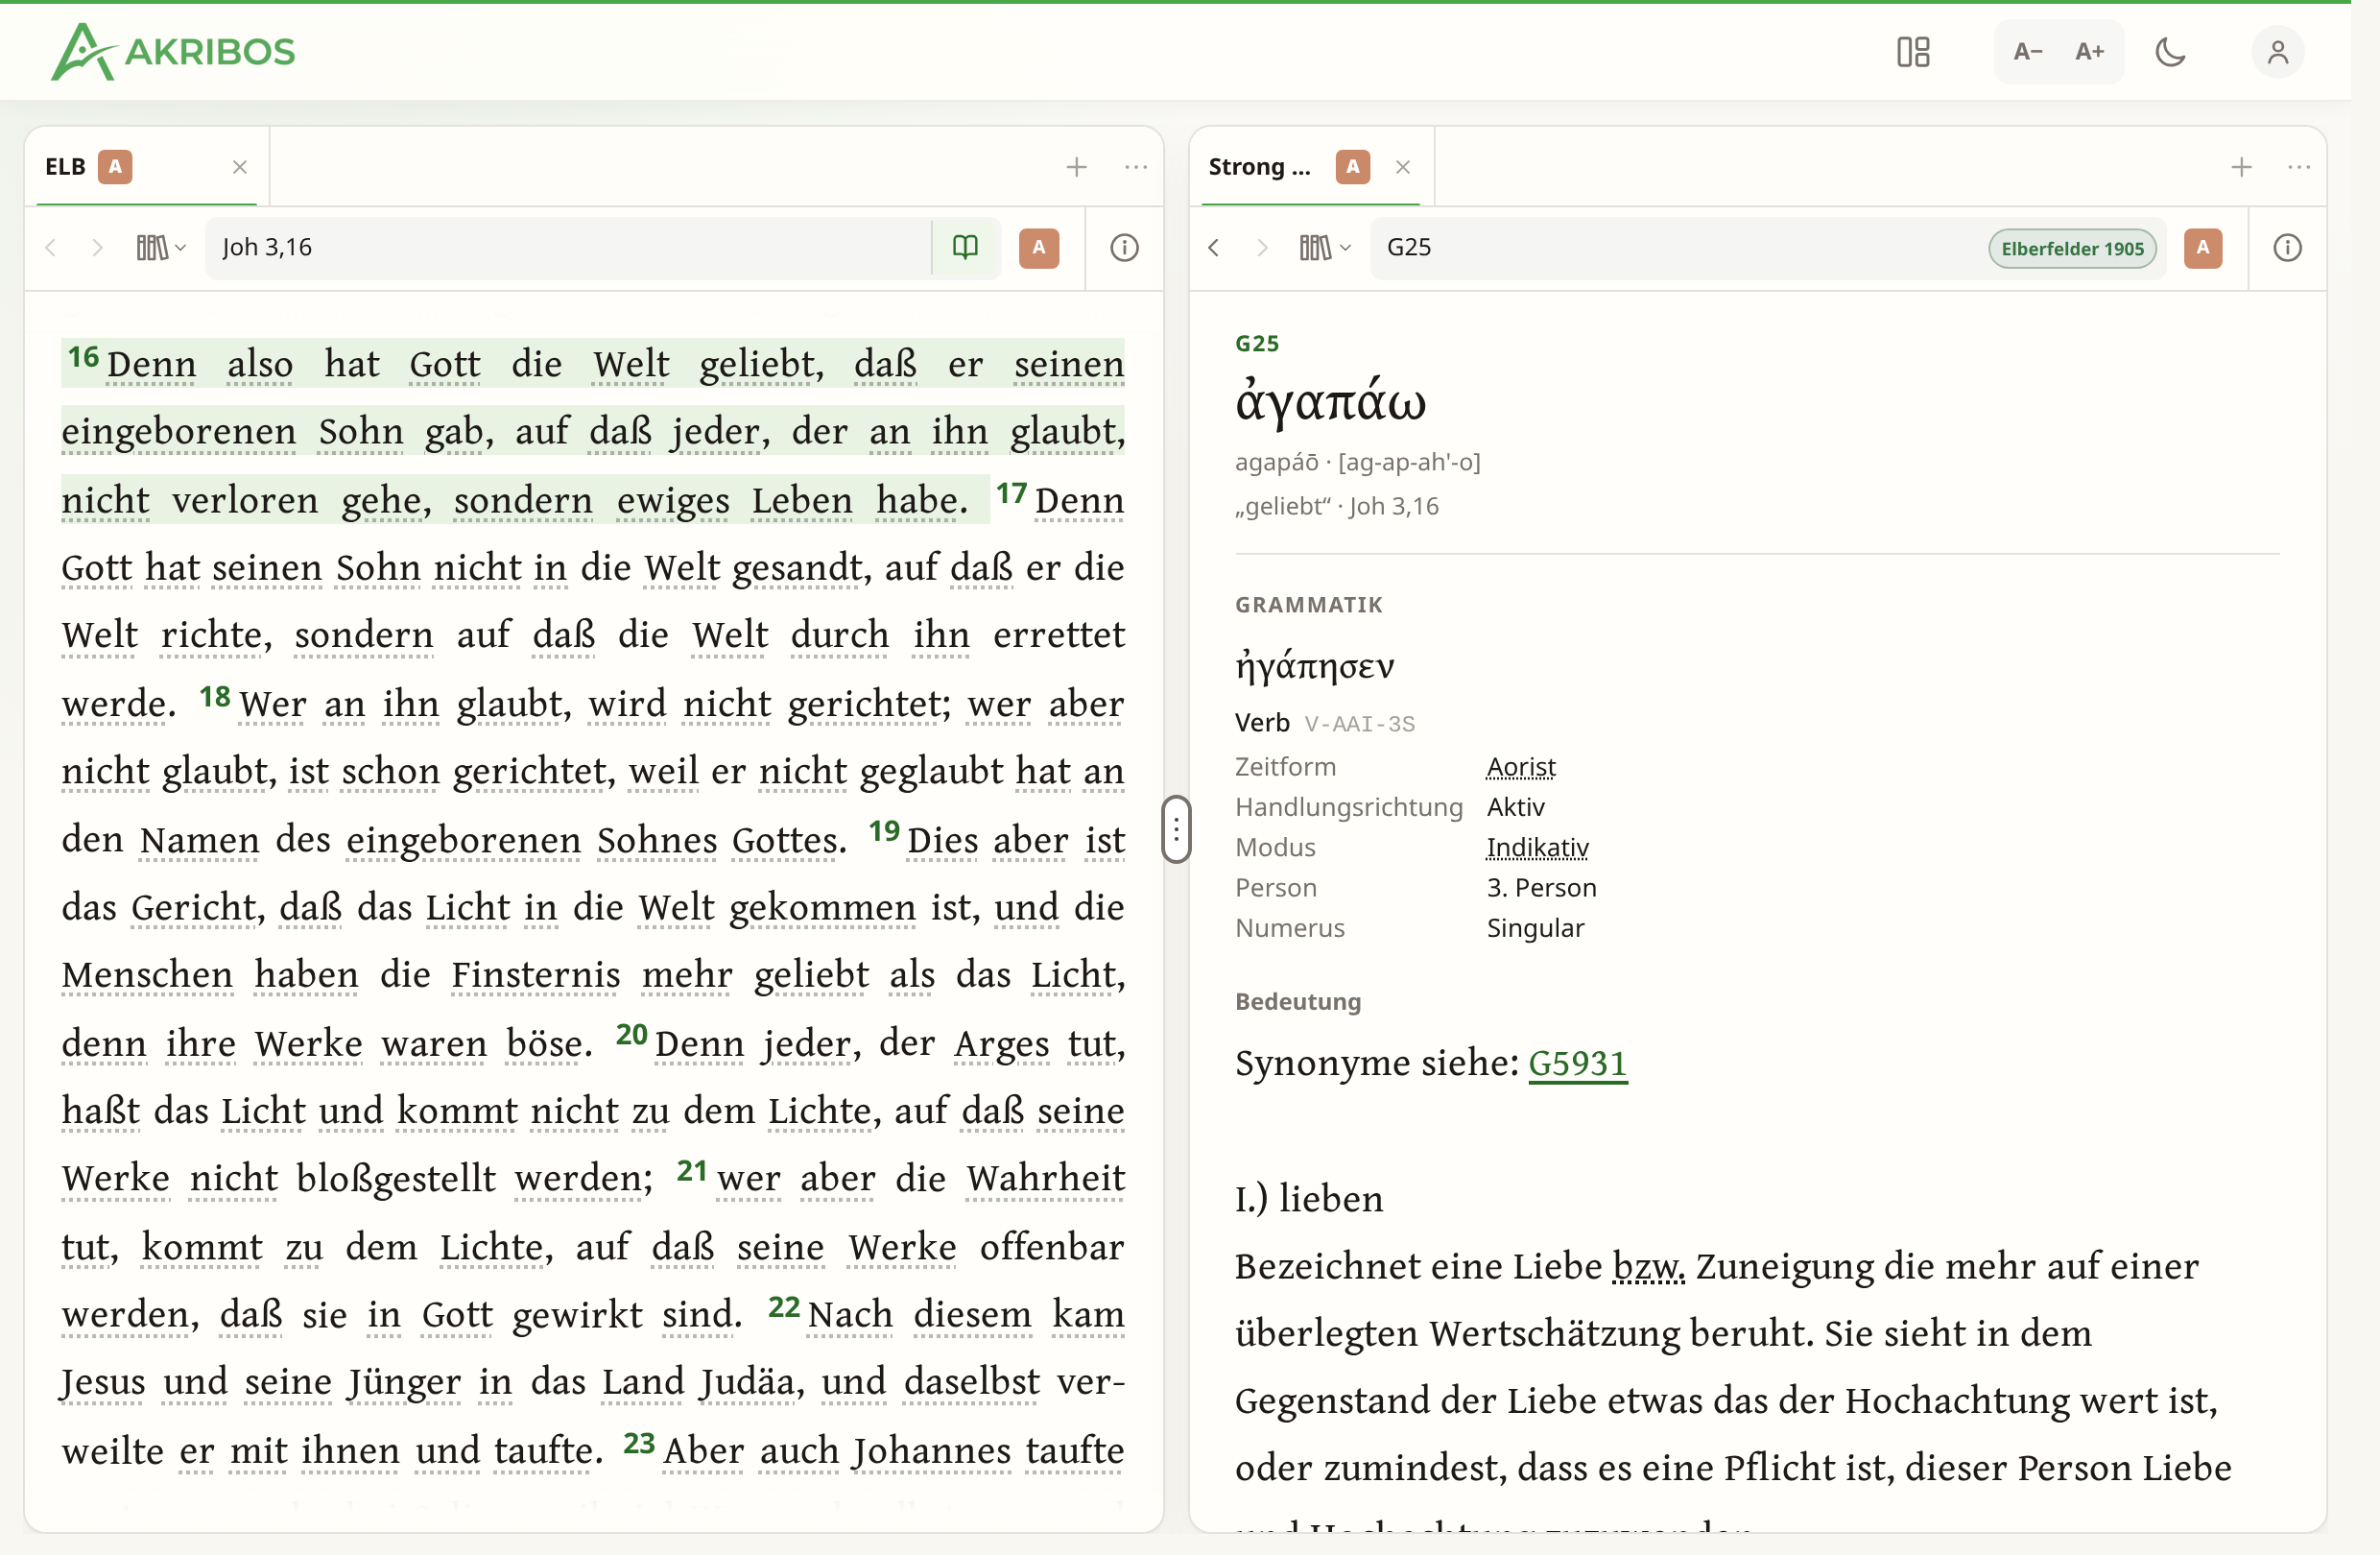 AKRIBOS
A− A+
ELB A
Joh 3,16 A
16 Denn also hat Gott die Welt geliebt, daß er seinen
eingeborenen Sohn gab, auf daß jeder, der an ihn glaubt,
nicht verloren gehe, sondern ewiges Leben habe. 17 Denn
Gott hat seinen Sohn nicht in die Welt gesandt, auf daß er die
Welt richte, sondern auf daß die Welt durch ihn errettet
werde. 18 Wer an ihn glaubt, wird nicht gerichtet; wer aber
nicht glaubt, ist schon gerichtet, weil er nicht geglaubt hat an
den Namen des eingeborenen Sohnes Gottes. 19 Dies aber ist
das Gericht, daß das Licht in die Welt gekommen ist, und die
Menschen haben die Finsternis mehr geliebt als das Licht,
denn ihre Werke waren böse. 20 Denn jeder, der Arges tut,
haßt das Licht und kommt nicht zu dem Lichte, auf daß seine
Werke nicht bloßgestellt werden; 21 wer aber die Wahrheit
tut, kommt zu dem Lichte, auf daß seine Werke offenbar
werden, daß sie in Gott gewirkt sind. 22 Nach diesem kam
Jesus und seine Jünger in das Land Judäa, und daselbst ver-
weilte er mit ihnen und taufte. 23 Aber auch Johannes taufte
Strong ... A
G25 Elberfelder 1905 A
G25
ἀγαπάω
agapáō · [ag-ap-ah'-o]
„geliebt“ · Joh 3,16
GRAMMATIK
ἠγάπησεν
Verb V-AAI-3S
Zeitform Aorist
Handlungsrichtung Aktiv
Modus Indikativ
Person 3. Person
Numerus Singular
Bedeutung
Synonyme siehe: G5931
I.) lieben
Bezeichnet eine Liebe bzw. Zuneigung die mehr auf einer
überlegten Wertschätzung beruht. Sie sieht in dem
Gegenstand der Liebe etwas das der Hochachtung wert ist,
oder zumindest, dass es eine Pflicht ist, dieser Person Liebe
und Hochachtung zuzuwenden